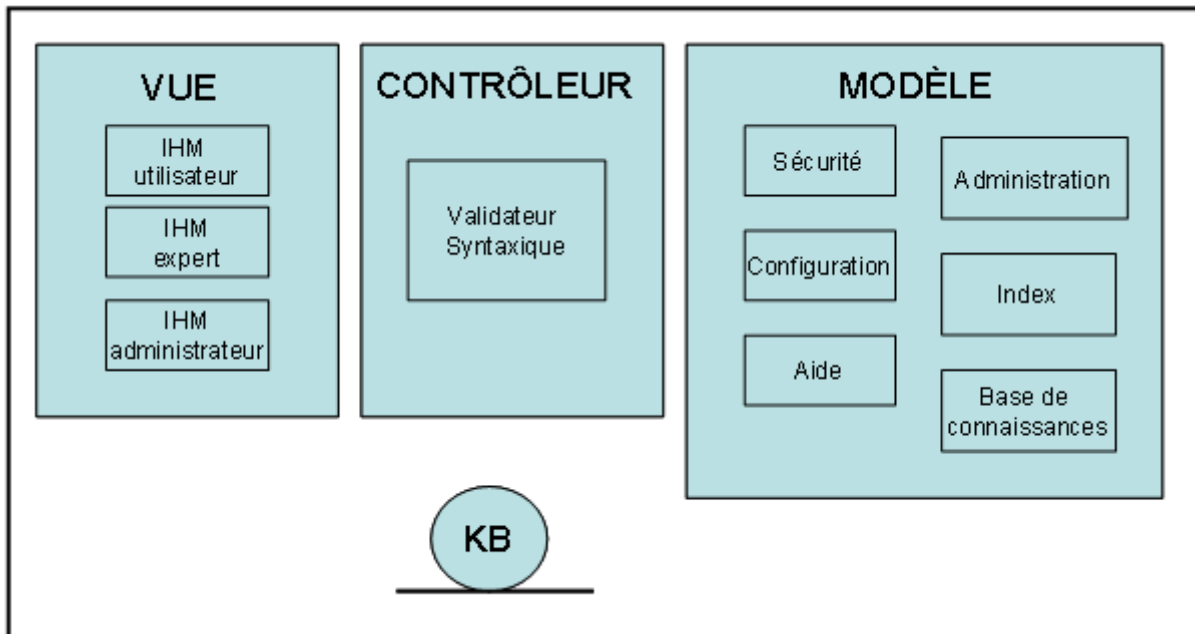 VUE
IHM
utilisateur
IHM
expert
IHM
administrateur
CONTRÔLEUR
Validateur
Syntaxique
MODÈLE
Sécurité
Configuration
Aide
Administration
Index
Base de
connaissances
KB